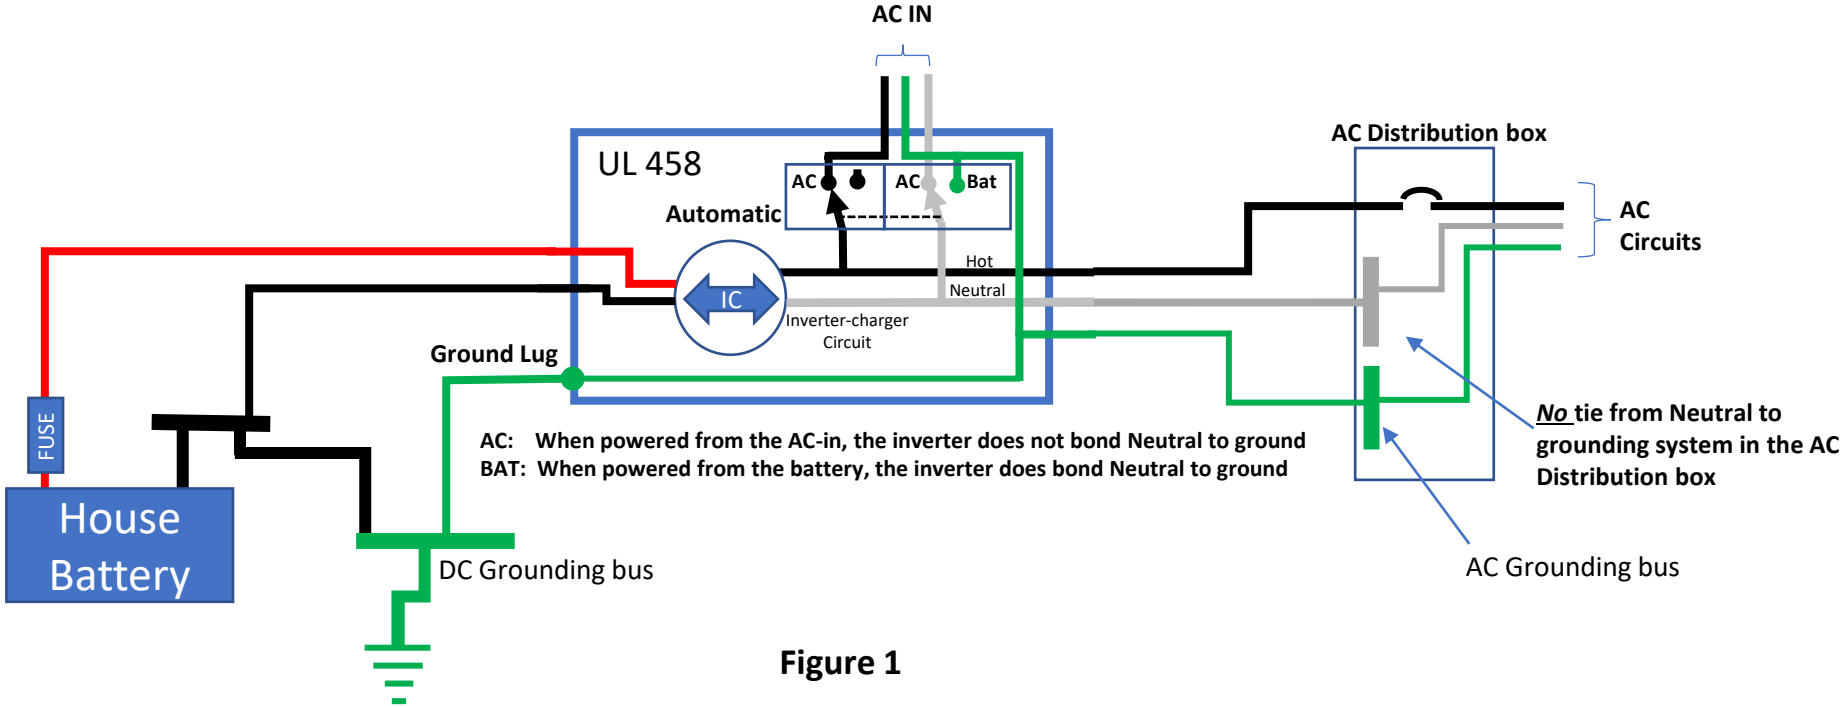 AC IN
AC Distribution box
UL 458
AC
AC
Bat
Automatic
AC
Circuits
Hot
IC
Neutral
Inverter-charger
Circuit
Ground Lug
FUSE
AC: When powered from the AC-in, the inverter does not bond Neutral to ground
BAT: When powered from the battery, the inverter does bond Neutral to ground
No tie from Neutral to
grounding system in the AC
Distribution box
House
Battery
DC Grounding bus
AC Grounding bus
Figure 1